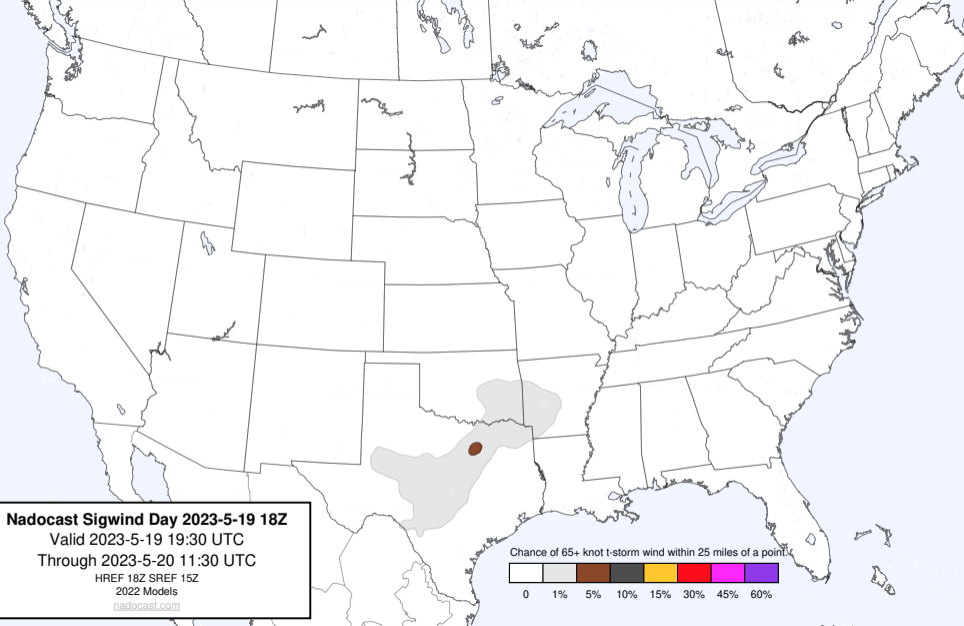 Nadocast Sigwind Day 2023-5-19 18Z
Valid 2023-5-19 19:30 UTC
Through 2023-5-20 11:30 UTC
HREF 18Z SREF 15Z
2022 Models
nadocast.com
Chance of 65+ knot t-storm wind within 25 miles of a point.
0 1% 5% 10% 15% 30% 45% 60%